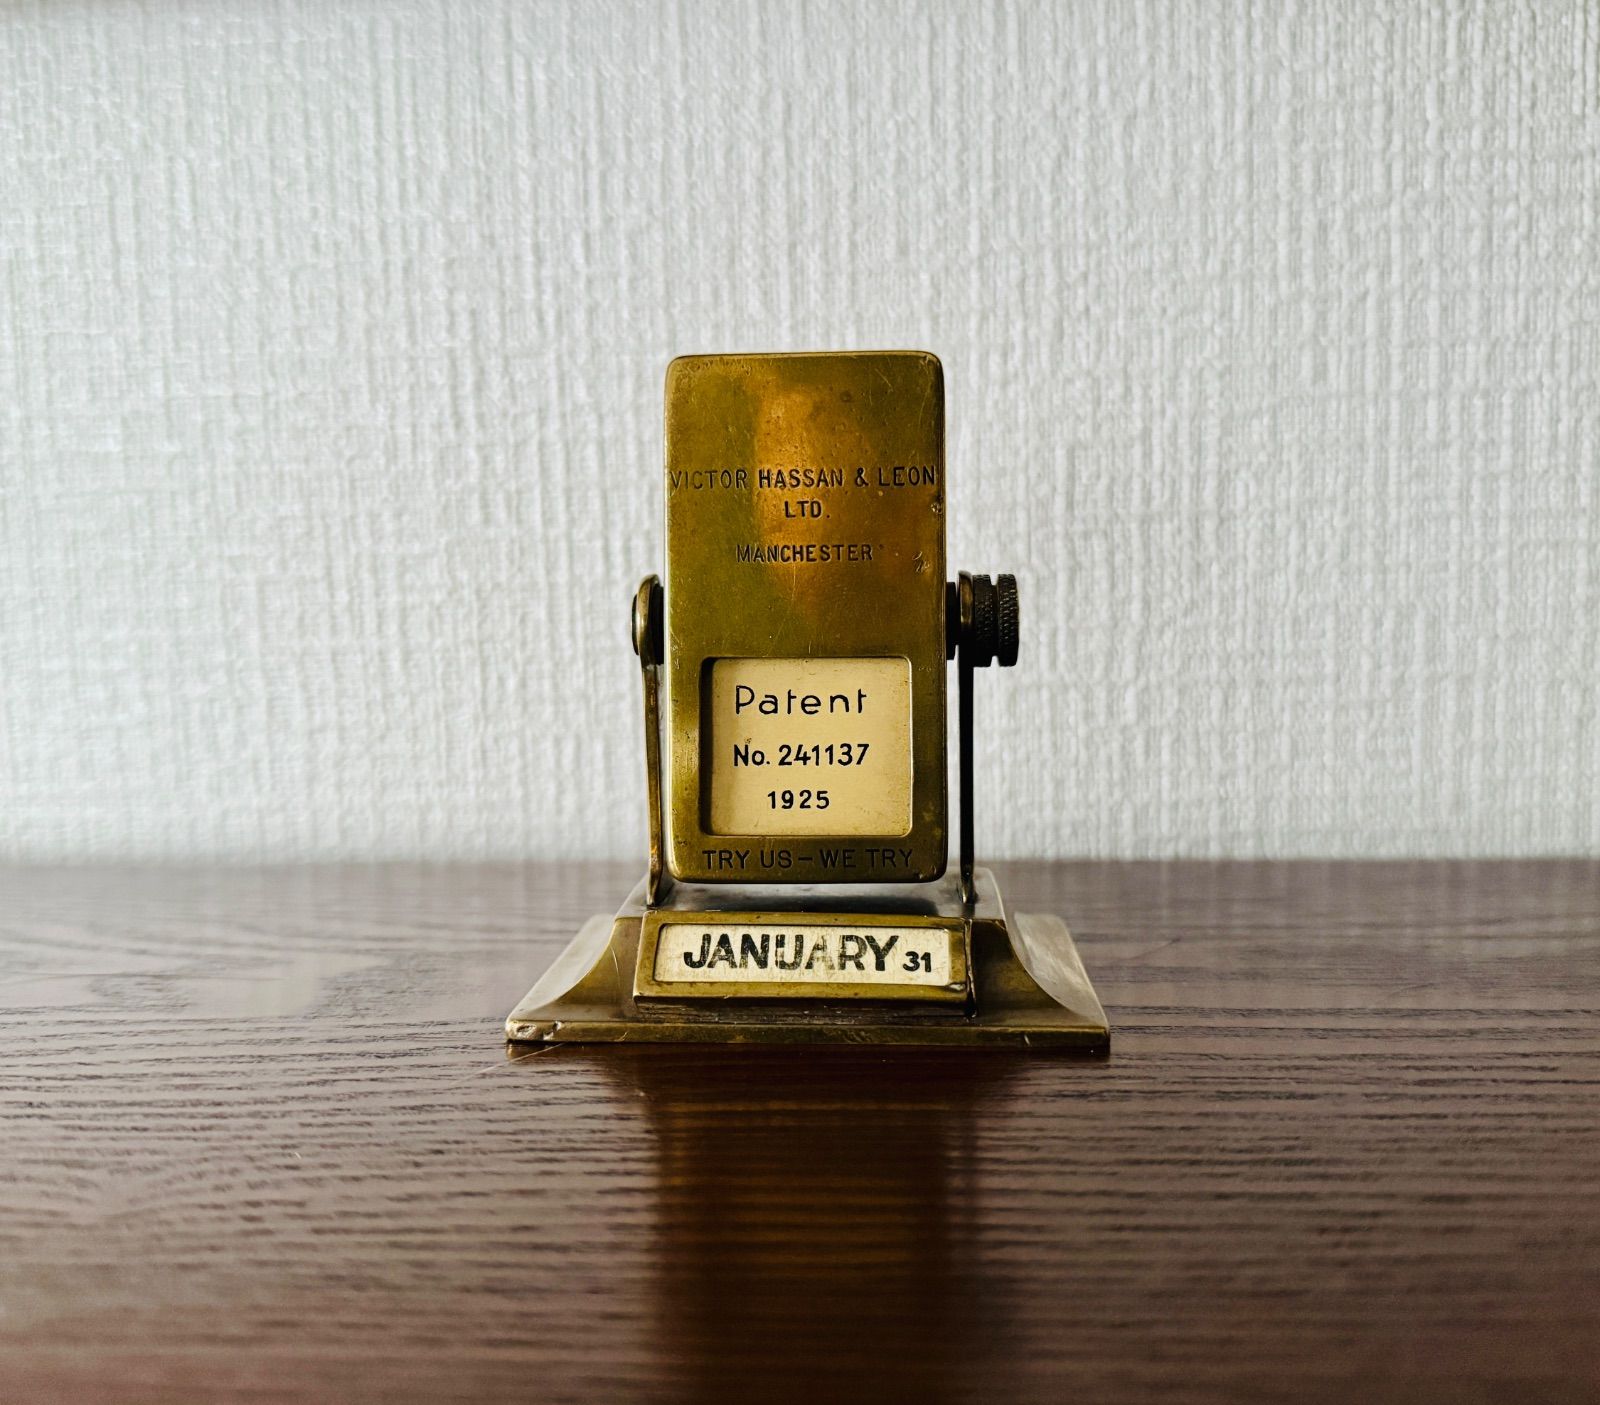 VICTOR HASSAN & LEON
LTD.
MANCHESTER
Patent
No. 241137
1925
TRY US – WE TRY
JANUARY 31